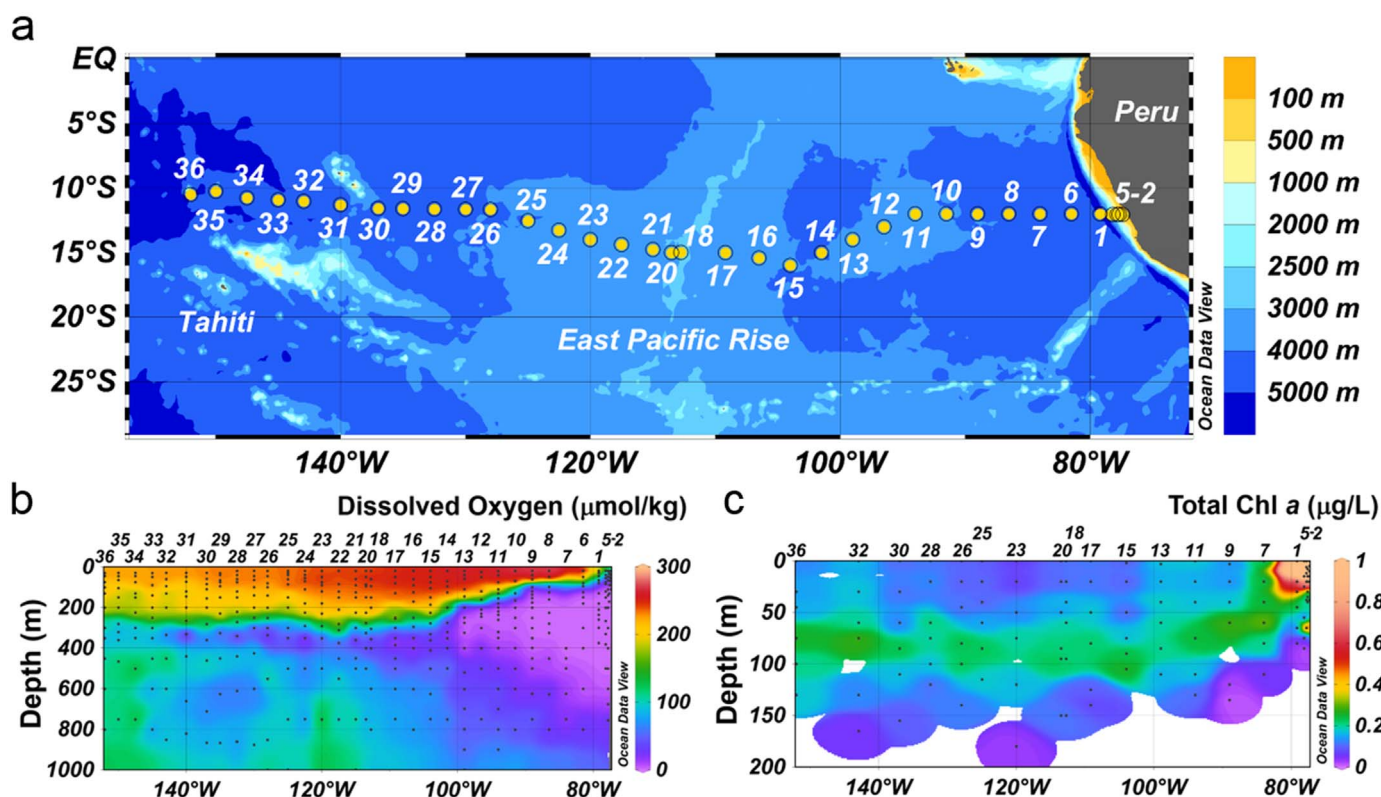 a
EQ
5°S
10°S
15°S
20°S
25°S
140°W 120°W 100°W 80°W
36 34 32 29 27 25 23 21 18 16 14 12 10 8 6 5-2
35 33 31 30 28 26 24 22 20 17 15 13 11 9 7 1
Peru
Tahiti
East Pacific Rise
Ocean Data View
100 m
500 m
1000 m
2000 m
2500 m
3000 m
4000 m
5000 m
b
Dissolved Oxygen (µmol/kg)
35 33 31 29 27 25 23 21 18 16 14 12 10 8 6 5-2
36 34 32 30 28 26 24 22 20 17 15 13 11 9 7 1
Depth (m)
0
200
400
600
800
1000
140°W 120°W 100°W 80°W
Ocean Data View
300
200
100
0
c
Total Chl a (µg/L)
25 18 5-2
36 32 30 28 26 23 20 17 15 13 11 9 7 1
Depth (m)
0
50
100
150
200
140°W 120°W 100°W 80°W
Ocean Data View
1
0.8
0.6
0.4
0.2
0